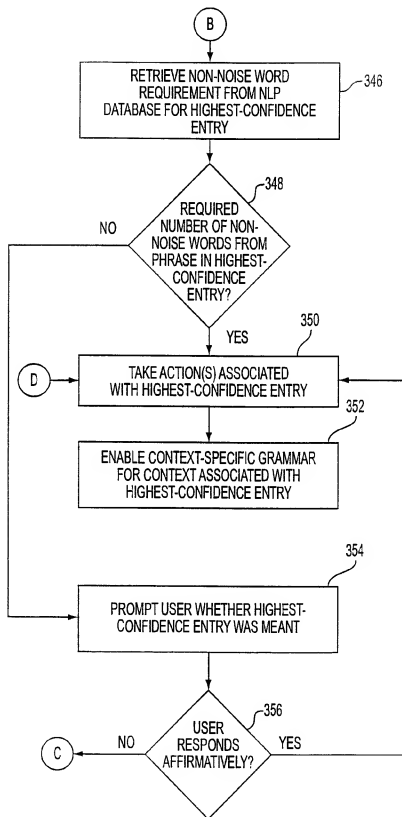 B
RETRIEVE NON-NOISE WORD
REQUIREMENT FROM NLP
DATABASE FOR HIGHEST-CONFIDENCE
ENTRY
346
348
REQUIRED
NUMBER OF NON-
NOISE WORDS FROM
PHRASE IN HIGHEST-
CONFIDENCE
ENTRY?
NO
YES
350
D
TAKE ACTION(S) ASSOCIATED
WITH HIGHEST-CONFIDENCE ENTRY
352
ENABLE CONTEXT-SPECIFIC GRAMMAR
FOR CONTEXT ASSOCIATED WITH
HIGHEST-CONFIDENCE ENTRY
354
PROMPT USER WHETHER HIGHEST-
CONFIDENCE ENTRY WAS MEANT
356
USER
RESPONDS
AFFIRMATIVELY?
NO
YES
C